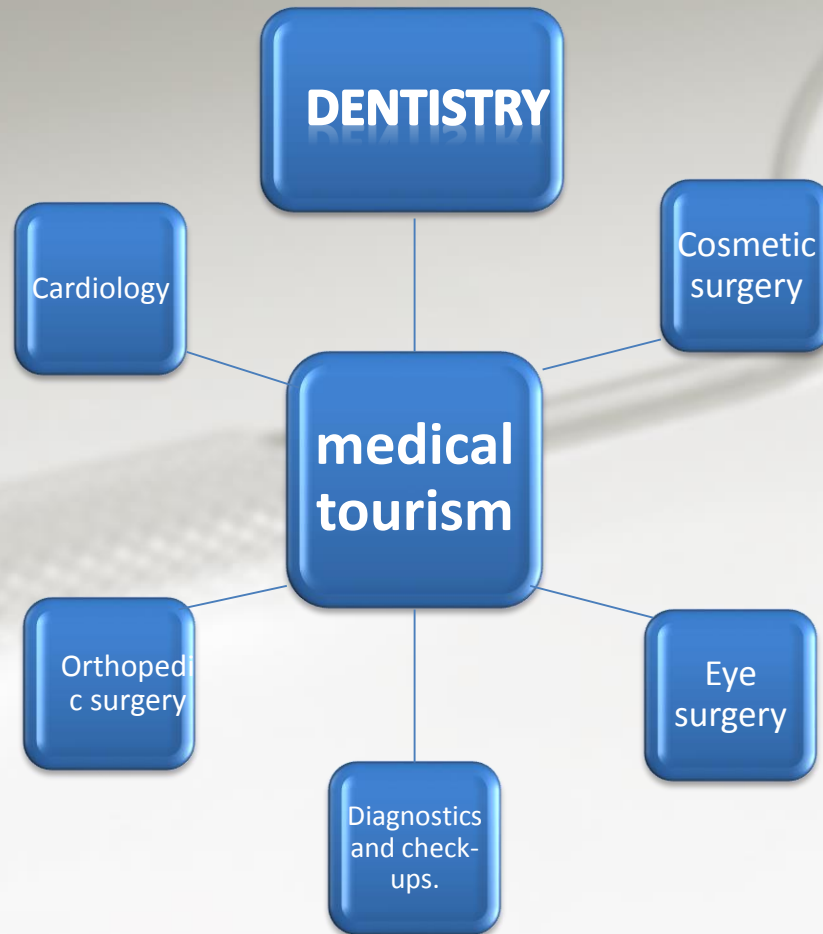 DENTISTRY
Cosmetic
surgery
Cardiology
medical
tourism
Orthopedi
c surgery
Eye
surgery
Diagnostics
and check-
ups.